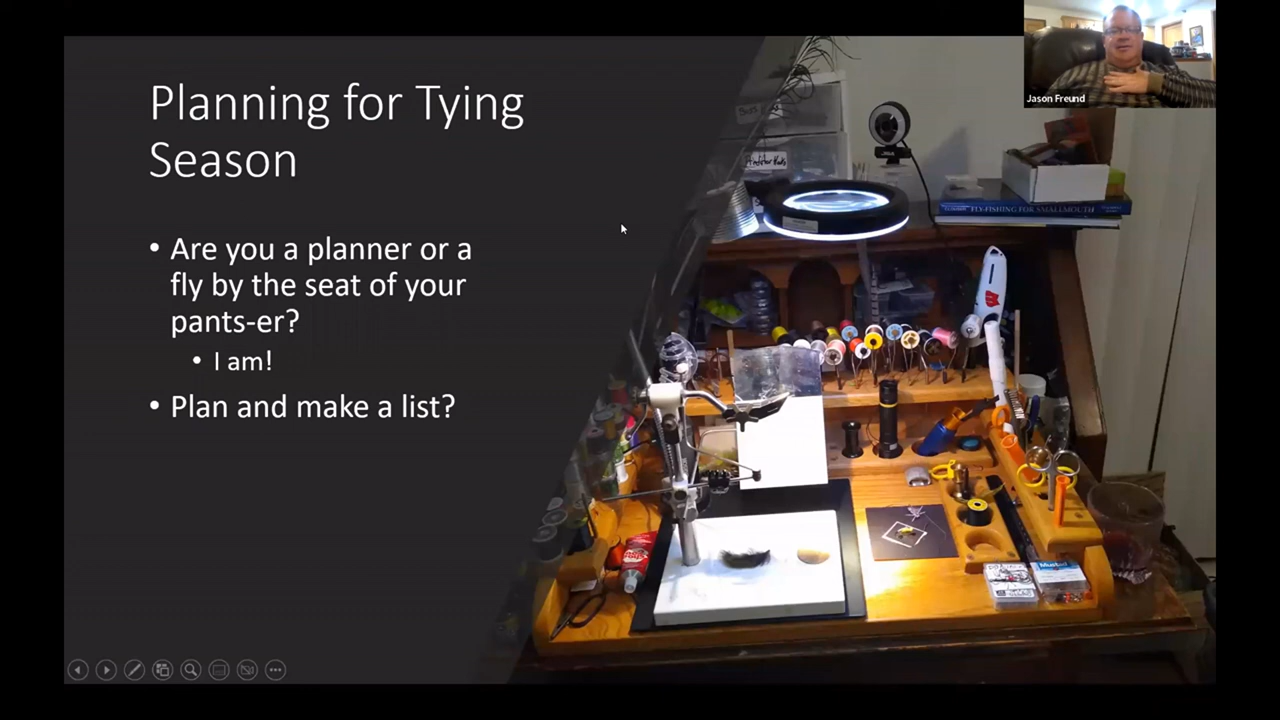 Planning for Tying
Season
• Are you a planner or a
fly by the seat of your
pants-er?
• I am!
• Plan and make a list?
Jason Freund
FLY-FISHING FOR SMALLMOUTH
Mustad